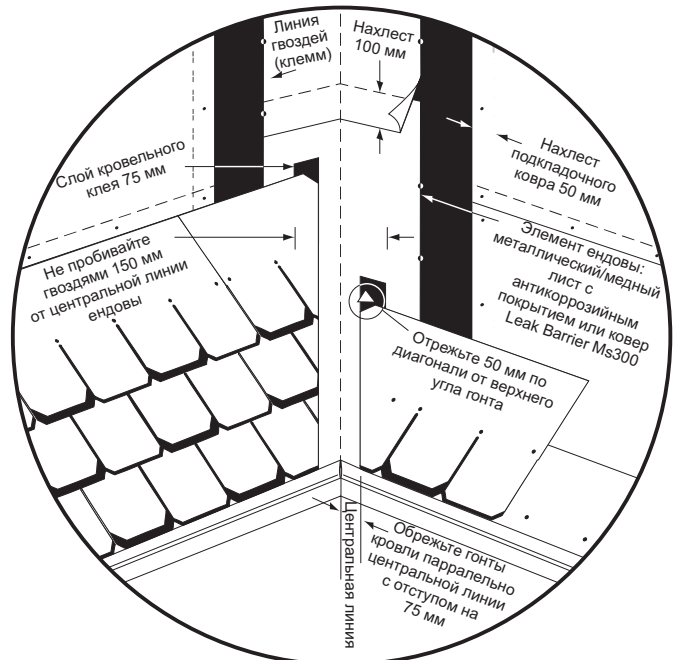 Линия
гвоздей
(клемм)
Нахлест
100 мм
Слой кровельного
клея 75 мм
Нахлест
подкладочного
ковра 50 мм
Не пробивайте
гвоздями 150 мм
от центральной линии
ендовы
Элемент ендовы:
металлический/медный
лист с
антикоррозийным
покрытием или ковер
Leak Barrier Ms300
Отрежьте 50 мм по
диагонали от верхнего
угла гонта
Центральная линия
Обрежьте гонты
кровли парралельно
центральной линии
с отступом на
75 мм